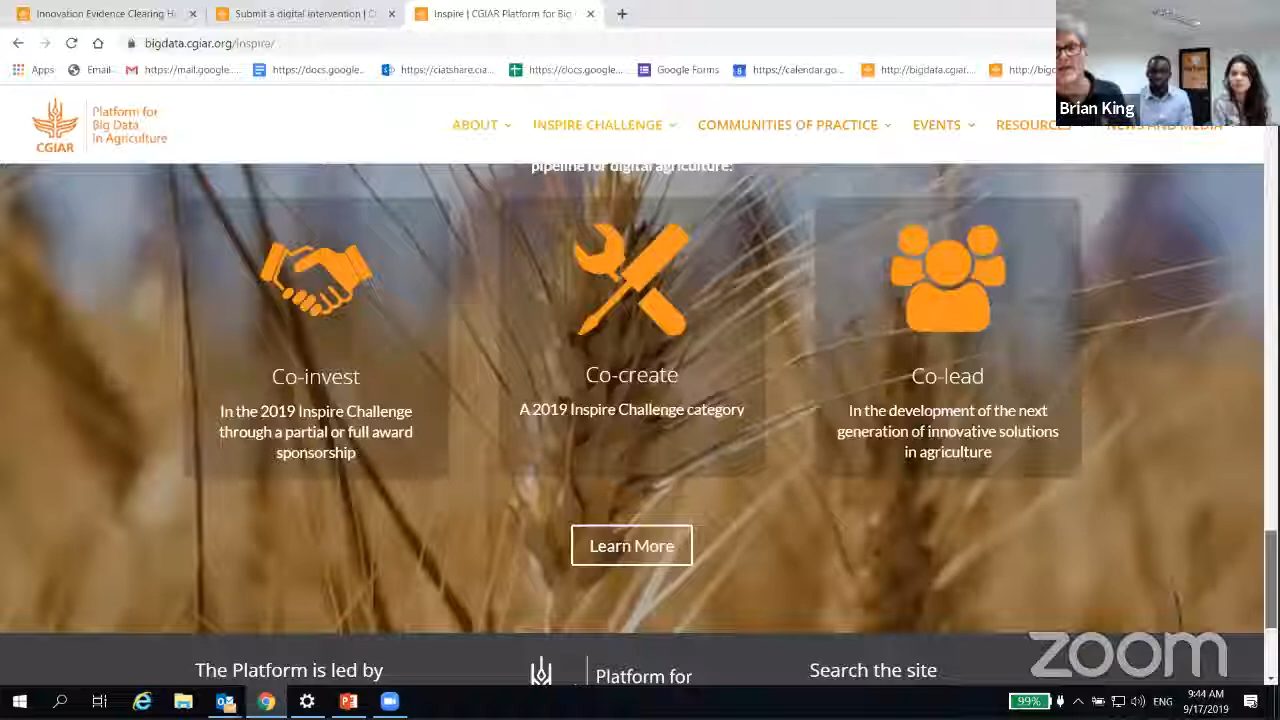 Innovation Evidence Clearing H
Submit a digital intervention | C
Inspire | CGIAR Platform for Big
bigdata.cgiar.org/inspire/
Apps
Email
https://mail.google....
https://docs.google...
https://ciatshare.cia...
https://docs.google...
Google Forms
https://calendar.go...
http://bigdata.cgiar....
Brian King
CGIAR
Platform for
Big Data
in Agriculture
ABOUT
INSPIRE CHALLENGE
COMMUNITIES OF PRACTICE
EVENTS
RESOURCES
NEWS AND MEDIA
pipeline for digital agriculture:
Co-invest
In the 2019 Inspire Challenge
through a partial or full award
sponsorship
Co-create
A 2019 Inspire Challenge category
Co-lead
In the development of the next
generation of innovative solutions
in agriculture
Learn More
The Platform is led by
Platform for
Search the site
zoom
99%
ENG
9:44 AM
9/17/2019